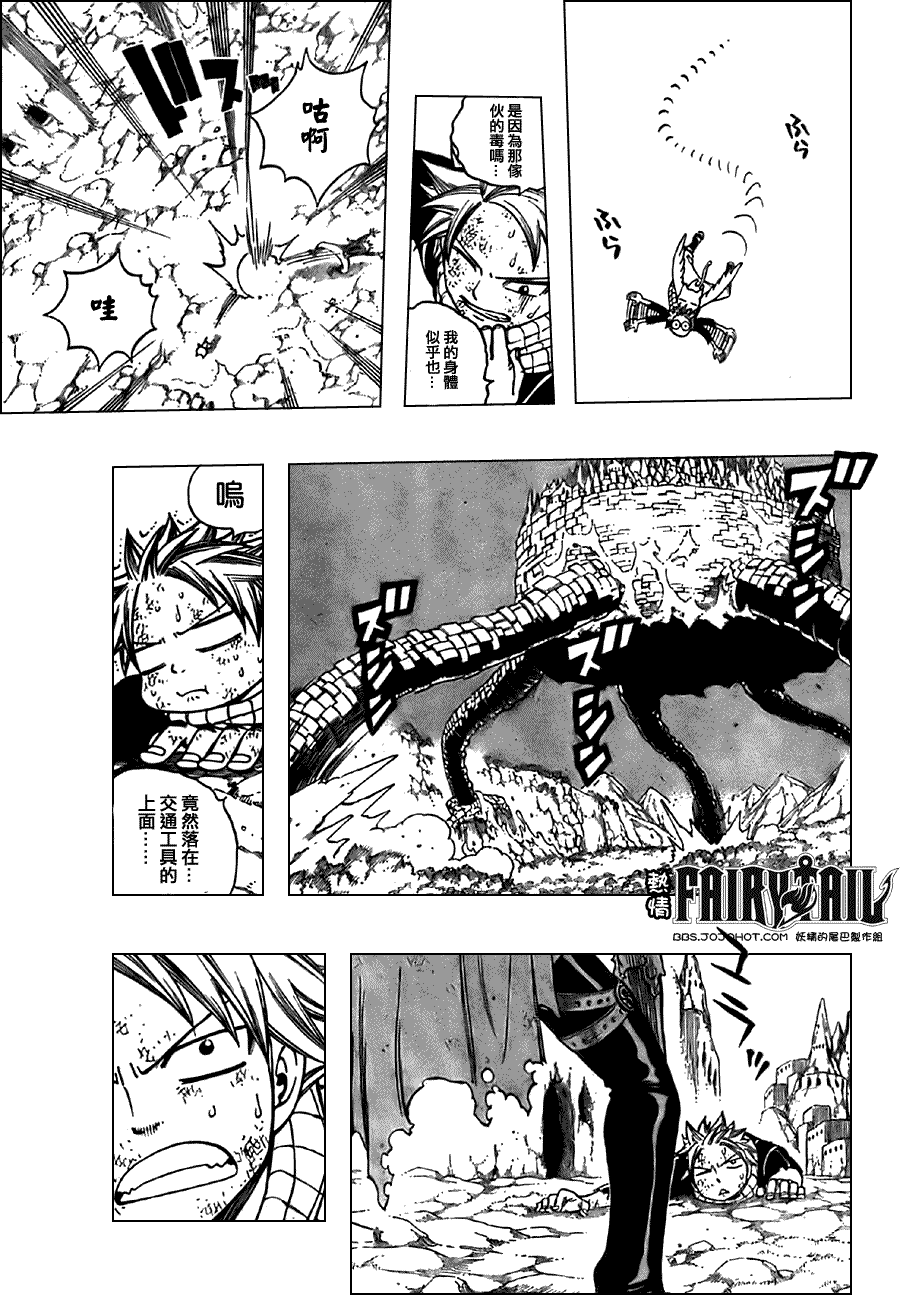 ふら
ふら
是因為那傢
伙的毒嗎…
我的身體
似乎也…
ドスッ
咕啊
哇
ズシン
ズシン
ズシン
嗚
竟然落在…
交通工具的
上面……
熱情
FAIRY TAIL
BBS.JOJOHOT.COM 妖精的尾巴製作組